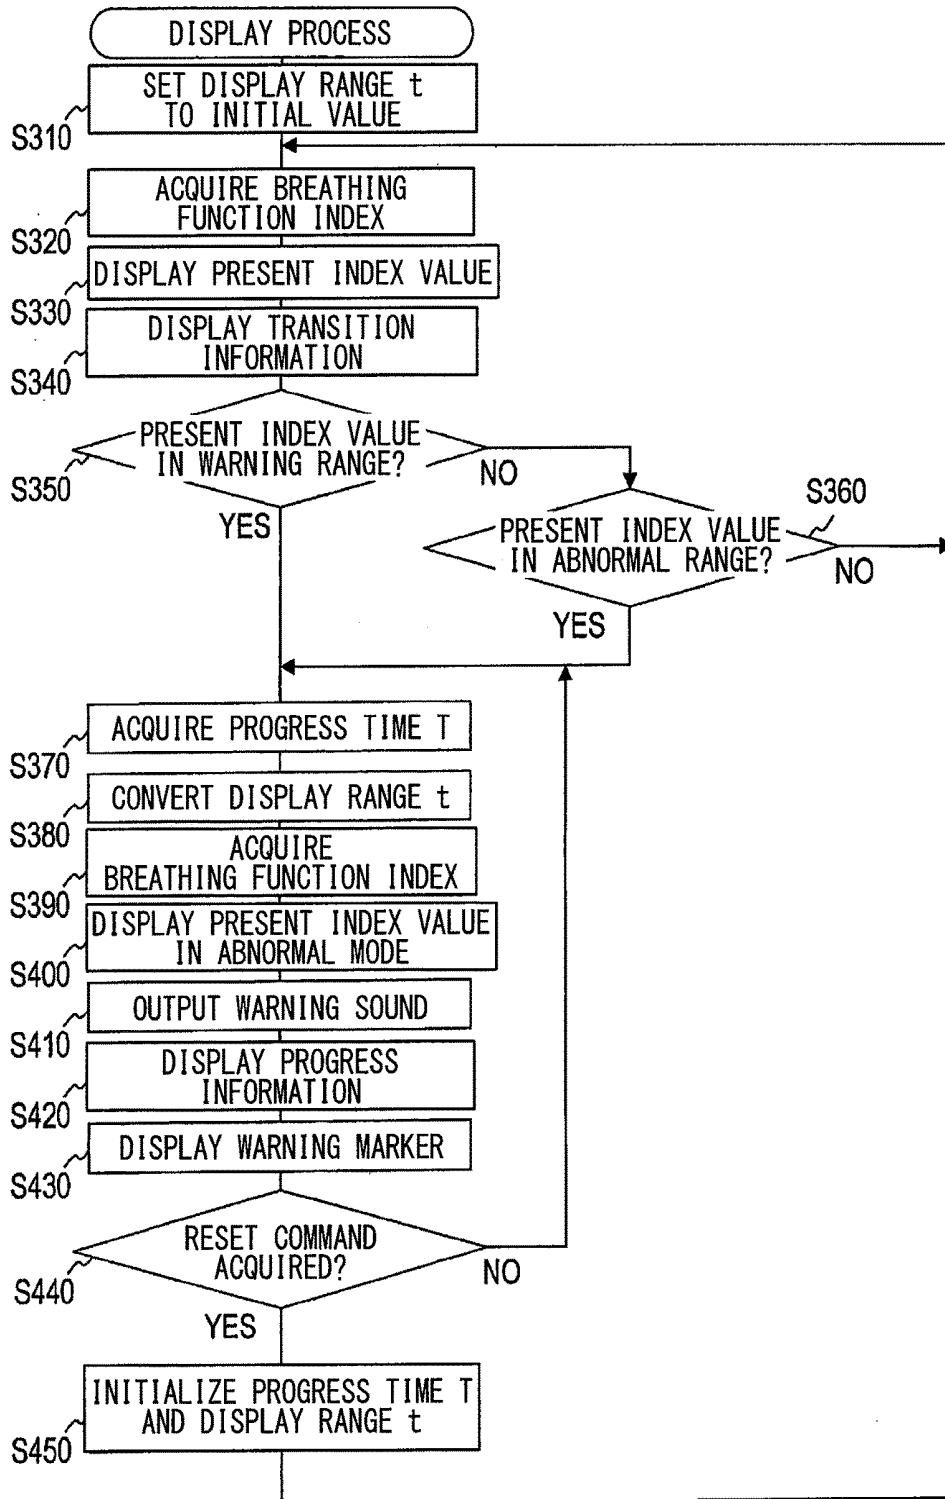 DISPLAY PROCESS
SET DISPLAY RANGE t
TO INITIAL VALUE
S310
ACQUIRE BREATHING
FUNCTION INDEX
S320
DISPLAY PRESENT INDEX VALUE
S330
DISPLAY TRANSITION
INFORMATION
S340
PRESENT INDEX VALUE
IN WARNING RANGE?
S350
NO
YES
S360
PRESENT INDEX VALUE
IN ABNORMAL RANGE?
NO
YES
ACQUIRE PROGRESS TIME T
S370
CONVERT DISPLAY RANGE t
S380
ACQUIRE
BREATHING FUNCTION INDEX
S390
DISPLAY PRESENT INDEX VALUE
IN ABNORMAL MODE
S400
OUTPUT WARNING SOUND
S410
DISPLAY PROGRESS
INFORMATION
S420
DISPLAY WARNING MARKER
S430
RESET COMMAND
ACQUIRED?
S440
NO
YES
INITIALIZE PROGRESS TIME T
AND DISPLAY RANGE t
S450